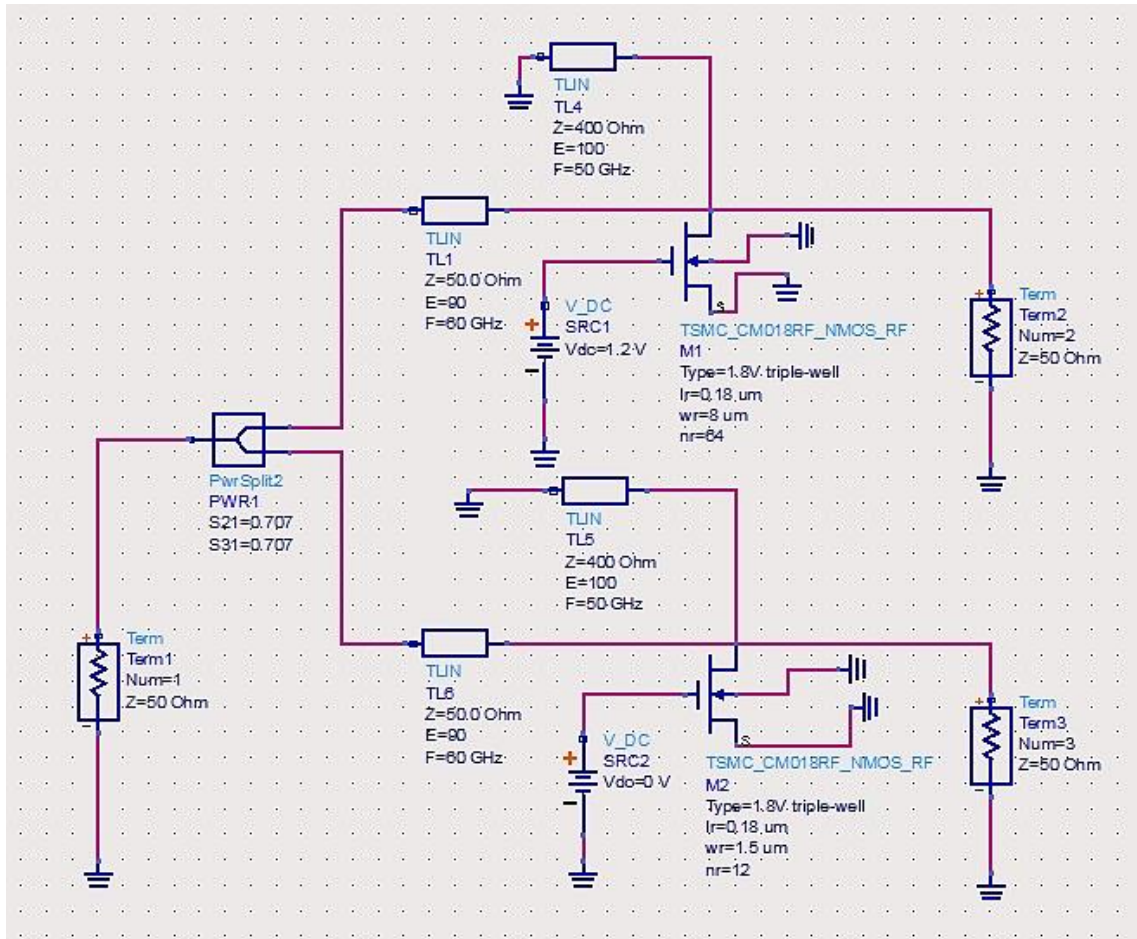 TLIN
TL4
Z=400 Ohm
E=100
F=50 GHz
TLIN
TL1
Z=50.0 Ohm
E=90
F=60 GHz
+
V_DC
SRC1
Vdc=1.2 V
-
S
TSMC_CM018RF_NMOS_RF
M1
Type=1.8V triple-well
lr=0.18 um
wr=8 um
nr=64
+
Term
Term2
Num=2
Z=50 Ohm
-
PwrSplit2
PWR1
S21=0.707
S31=0.707
TLIN
TL5
Z=400 Ohm
E=100
F=50 GHz
+
Term
Term1
Num=1
Z=50 Ohm
-
TLIN
TL6
Z=50.0 Ohm
E=90
F=60 GHz
+
V_DC
SRC2
Vdc=0 V
-
S
TSMC_CM018RF_NMOS_RF
M2
Type=1.8V triple-well
lr=0.18 um
wr=1.5 um
nr=12
+
Term
Term3
Num=3
Z=50 Ohm
-